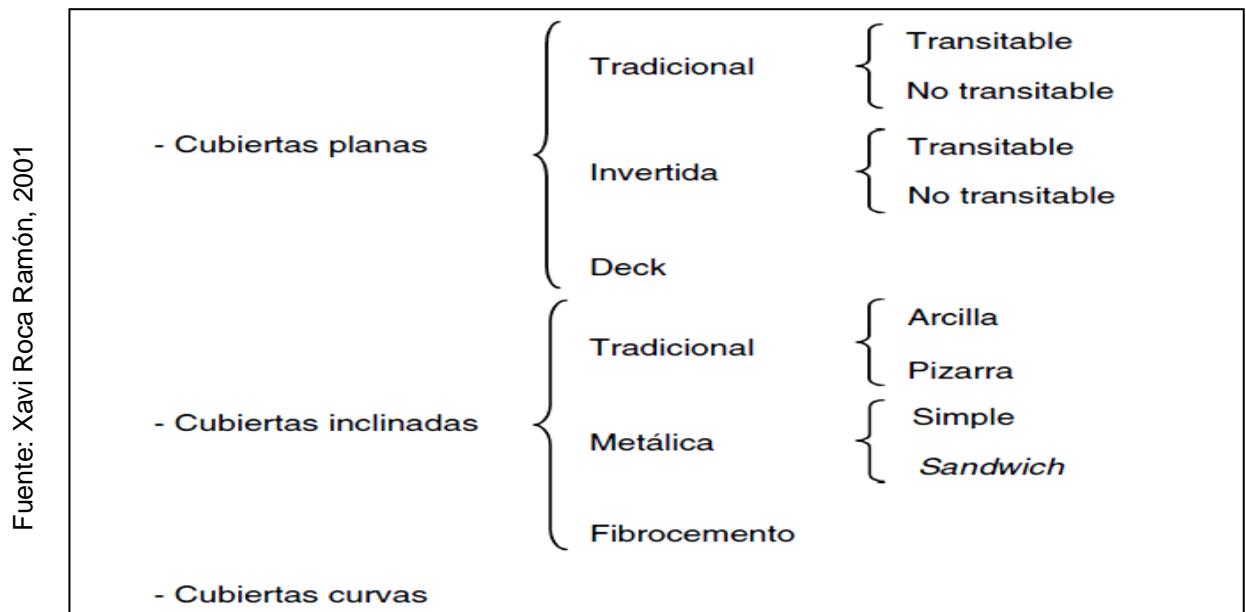 Fuente: Xavi Roca Ramón, 2001
- Cubiertas planas
Tradicional
Transitable
No transitable
Invertida
Transitable
No transitable
Deck
- Cubiertas inclinadas
Tradicional
Arcilla
Pizarra
Metálica
Simple
Sandwich
Fibrocemento
- Cubiertas curvas